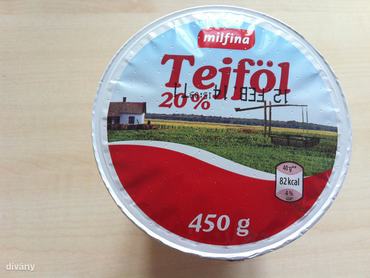 milfina
Tejföl
20%
450 g
40 g**
82 kcal
4%
divány